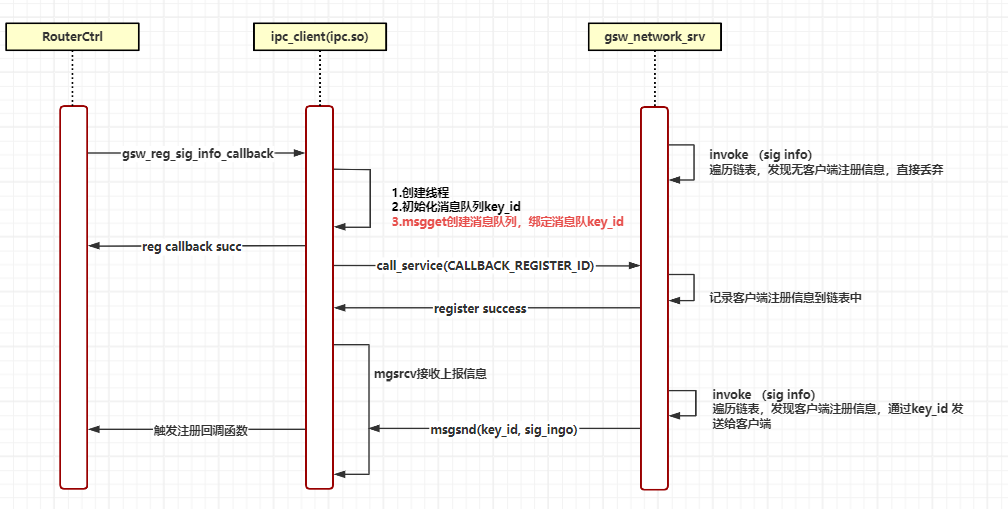 RouterCtrl
ipc_client(ipc.so)
gsw_network_srv
gsw_reg_sig_info_callback
invoke （sig info）
遍历链表，发现无客户端注册信息，直接丢弃
1.创建线程
2.初始化消息队列key_id
3.msgget创建消息队列，绑定消息队key_id
reg callback succ
call_service(CALLBACK_REGISTER_ID)
记录客户端注册信息到链表中
register success
mgsrcv接收上报信息
invoke （sig info）
遍历链表，发现客户端注册信息，通过key_id 发
送给客户端
触发注册回调函数
msgsnd(key_id, sig_ingo)